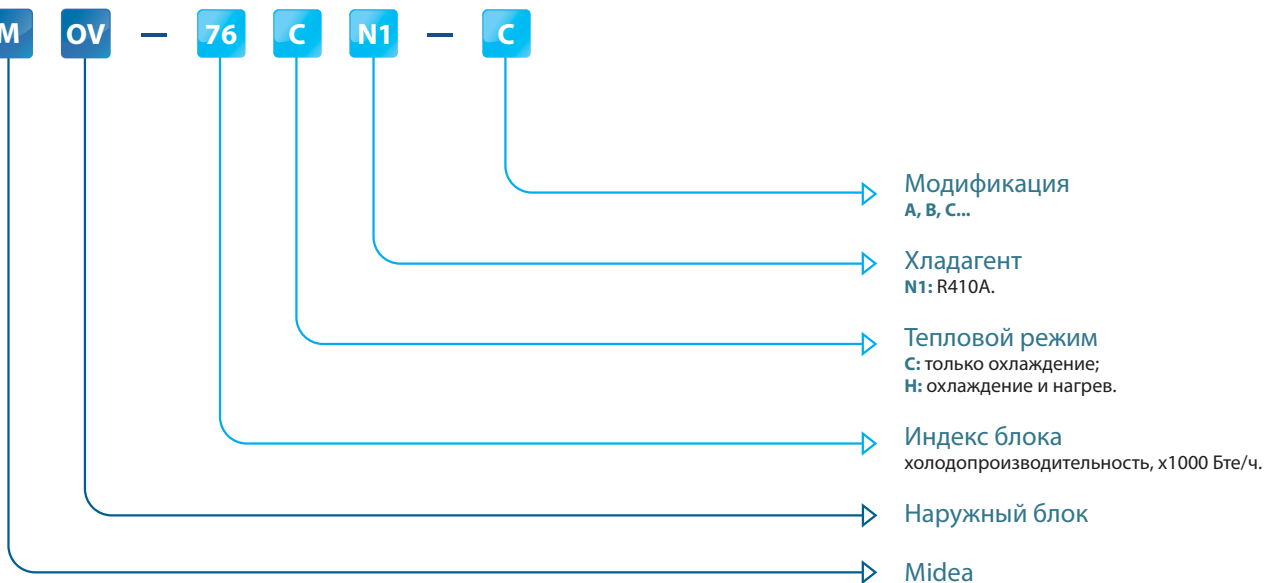 M OV — 76 C N1 — C
Модификация
A, B, C...
Хладагент
N1: R410A.
Тепловой режим
C: только охлаждение;
H: охлаждение и нагрев.
Индекс блока
холодопроизводительность, х1000 Бте/ч.
Наружный блок
Midea